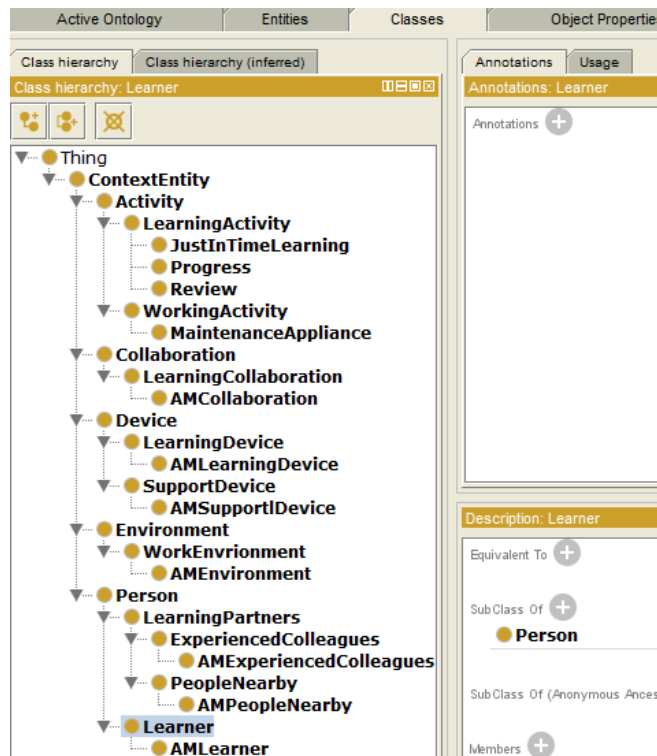 Active Ontology Entities Classes Object Propertie
Class hierarchy Class hierarchy (inferred)
Class hierarchy: Learner
Thing
ContextEntity
Activity
LearningActivity
JustInTimeLearning
Progress
Review
WorkingActivity
MaintenanceAppliance
Collaboration
LearningCollaboration
AMCollaboration
Device
LearningDevice
AMLearningDevice
SupportDevice
AMSupportlDevice
Environment
WorkEnvrionment
AMEnvironment
Person
LearningPartners
ExperiencedColleagues
AMExperiencedColleagues
PeopleNearby
AMPeopleNearby
Learner
AMLearner
Annotations Usage
Annotations: Learner
Annotations
Description: Learner
Equivalent To
SubClass Of
Person
SubClass Of (Anonymous Ances
Members